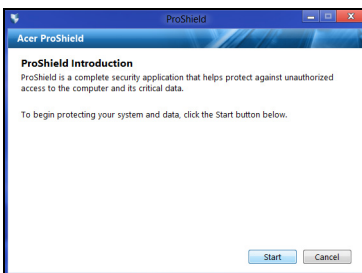 ProShield
Acer ProShield
ProShield Introduction
ProShield is a complete security application that helps protect against unauthorized
access to the computer and its critical data.
To begin protecting your system and data, click the Start button below.
Start Cancel